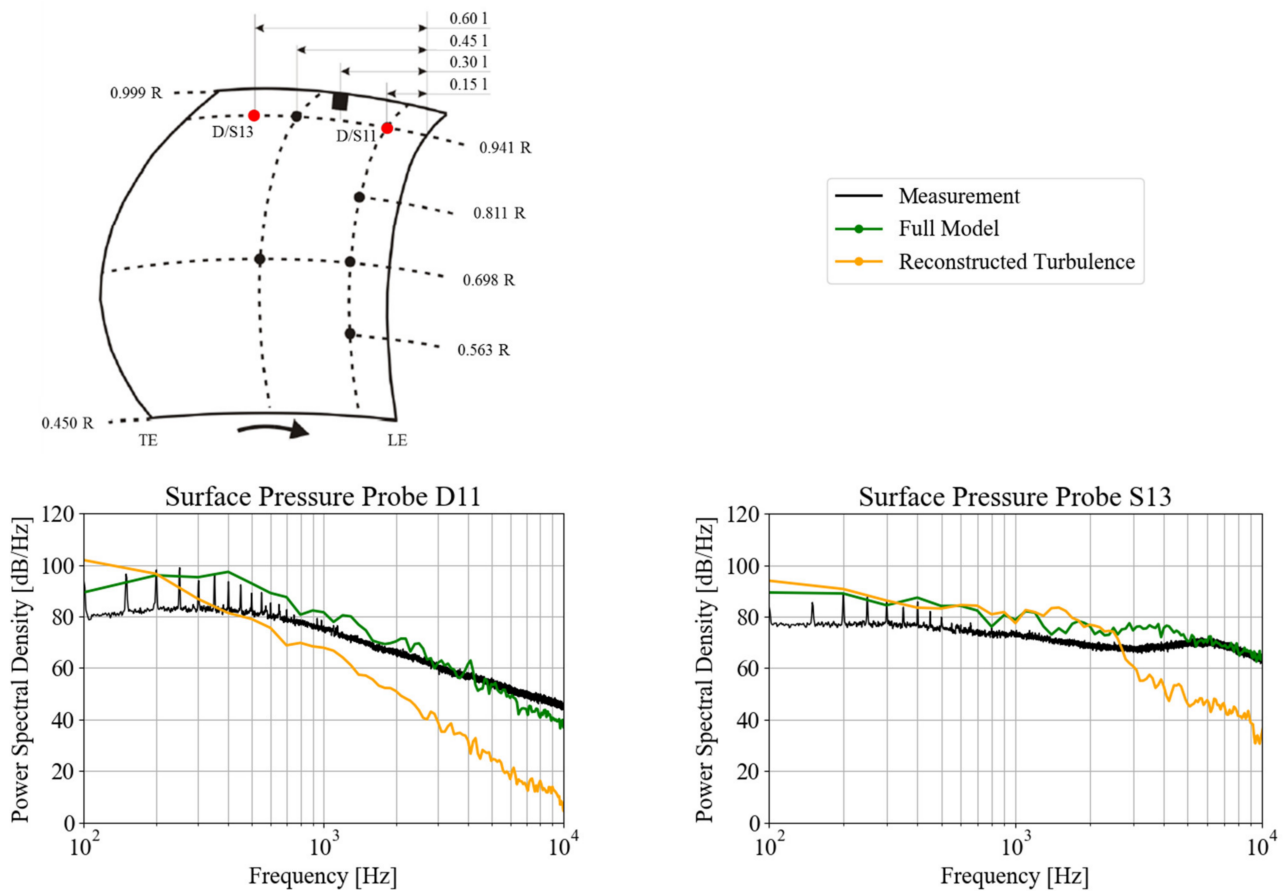 0.60 l
0.45 l
0.30 l
0.15 l
0.999 R
D/S13
D/S11
0.941 R
0.811 R
0.698 R
0.563 R
0.450 R
TE
LE
Measurement
Full Model
Reconstructed Turbulence
Surface Pressure Probe D11
Power Spectral Density [dB/Hz]
120
100
80
60
40
20
0
10²
10³
10⁴
Frequency [Hz]
Surface Pressure Probe S13
Power Spectral Density [dB/Hz]
120
100
80
60
40
20
0
10²
10³
10⁴
Frequency [Hz]